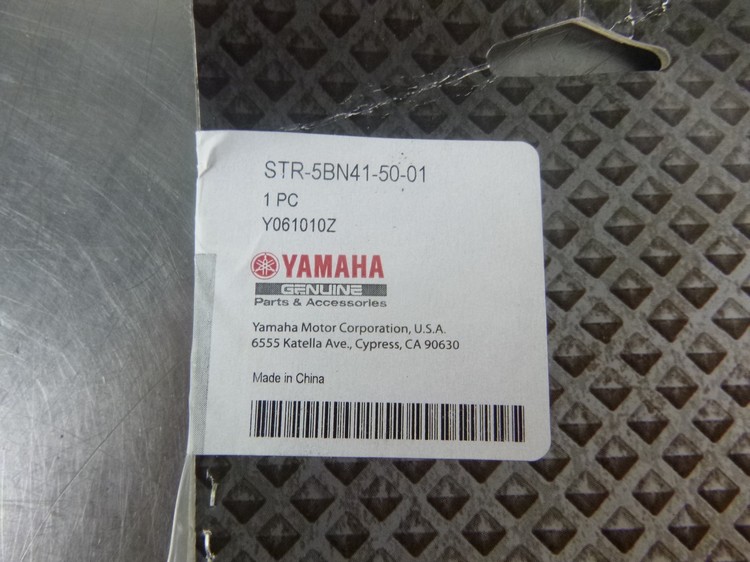 STR-5BN41-50-01
1 PC
Y061010Z
YAMAHA
GENUINE
Parts & Accessories
Yamaha Motor Corporation, U.S.A.
6555 Katella Ave., Cypress, CA 90630
Made in China